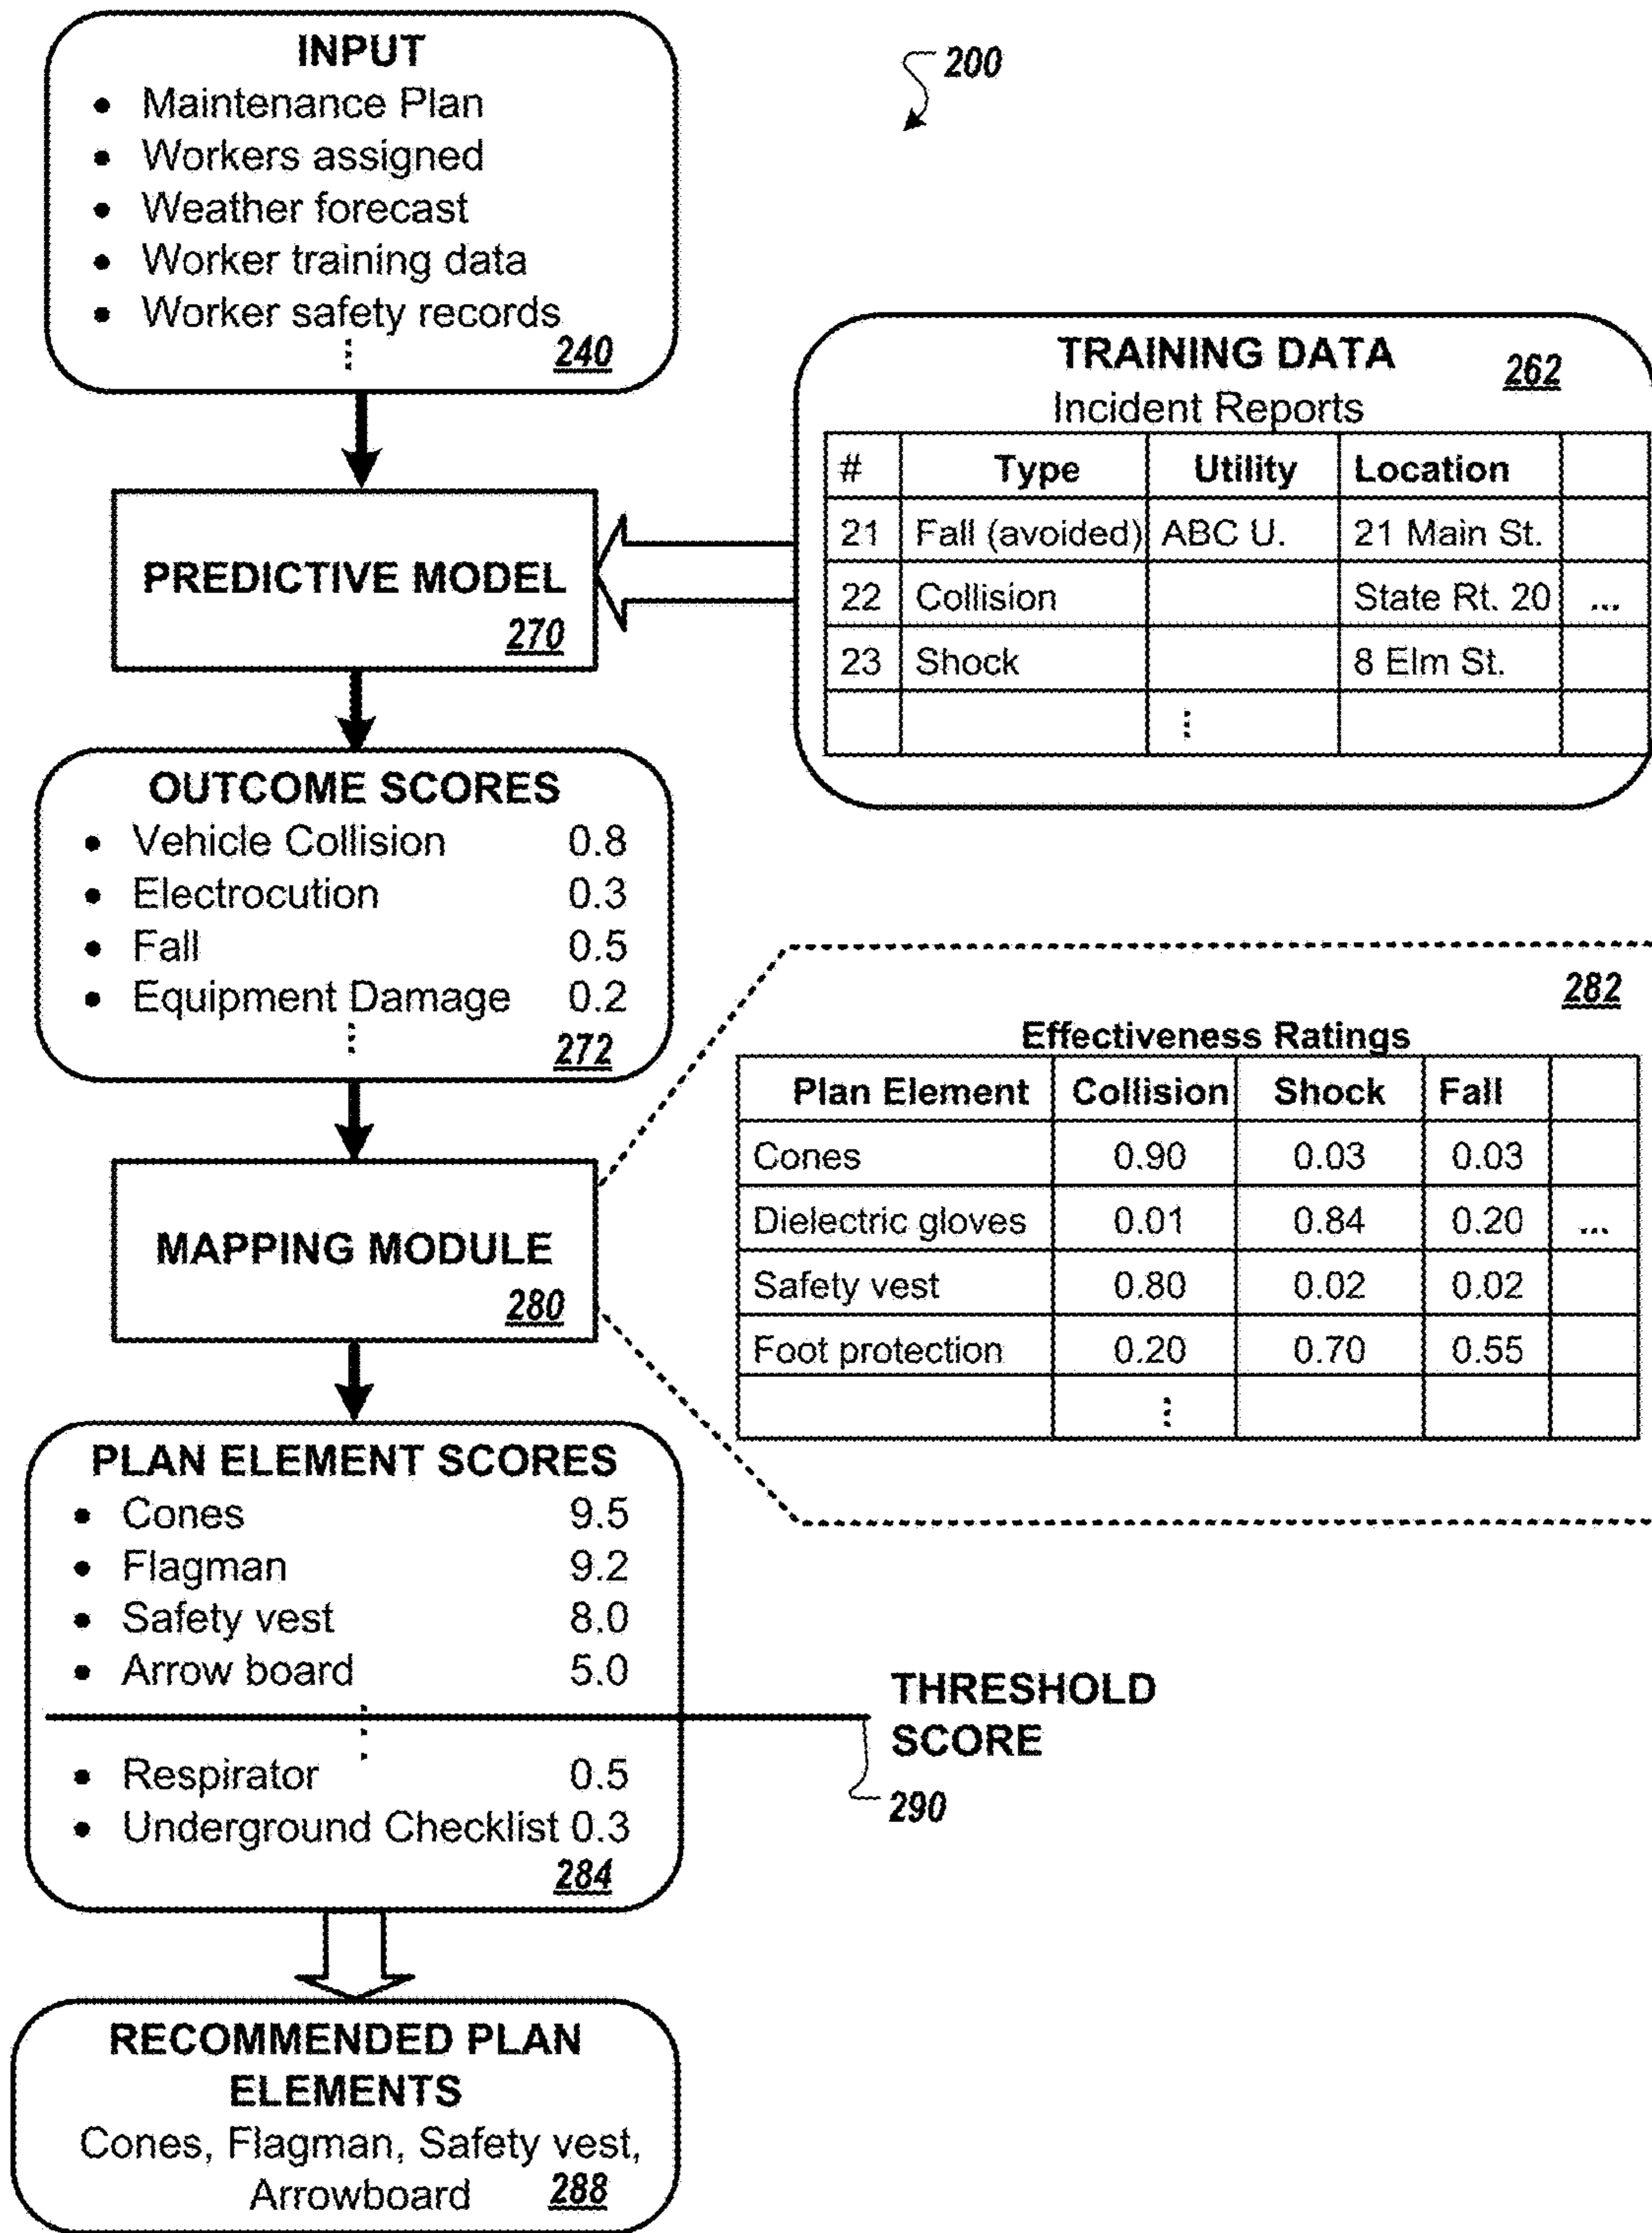 200
INPUT
• Maintenance Plan
• Workers assigned
• Weather forecast
• Worker training data
• Worker safety records
⋮
240
TRAINING DATA
262
Incident Reports
# Type Utility Location
21 Fall (avoided) ABC U. 21 Main St.
22 Collision State Rt. 20 ...
23 Shock 8 Elm St.
⋮
PREDICTIVE MODEL
270
OUTCOME SCORES
• Vehicle Collision 0.8
• Electrocution 0.3
• Fall 0.5
• Equipment Damage 0.2
⋮
272
282
Effectiveness Ratings
Plan Element Collision Shock Fall
Cones 0.90 0.03 0.03
Dielectric gloves 0.01 0.84 0.20 ...
Safety vest 0.80 0.02 0.02
Foot protection 0.20 0.70 0.55
⋮
MAPPING MODULE
280
PLAN ELEMENT SCORES
• Cones 9.5
• Flagman 9.2
• Safety vest 8.0
• Arrow board 5.0
⋮
THRESHOLD
SCORE
290
• Respirator 0.5
• Underground Checklist 0.3
284
RECOMMENDED PLAN
ELEMENTS
Cones, Flagman, Safety vest,
Arrowboard 288